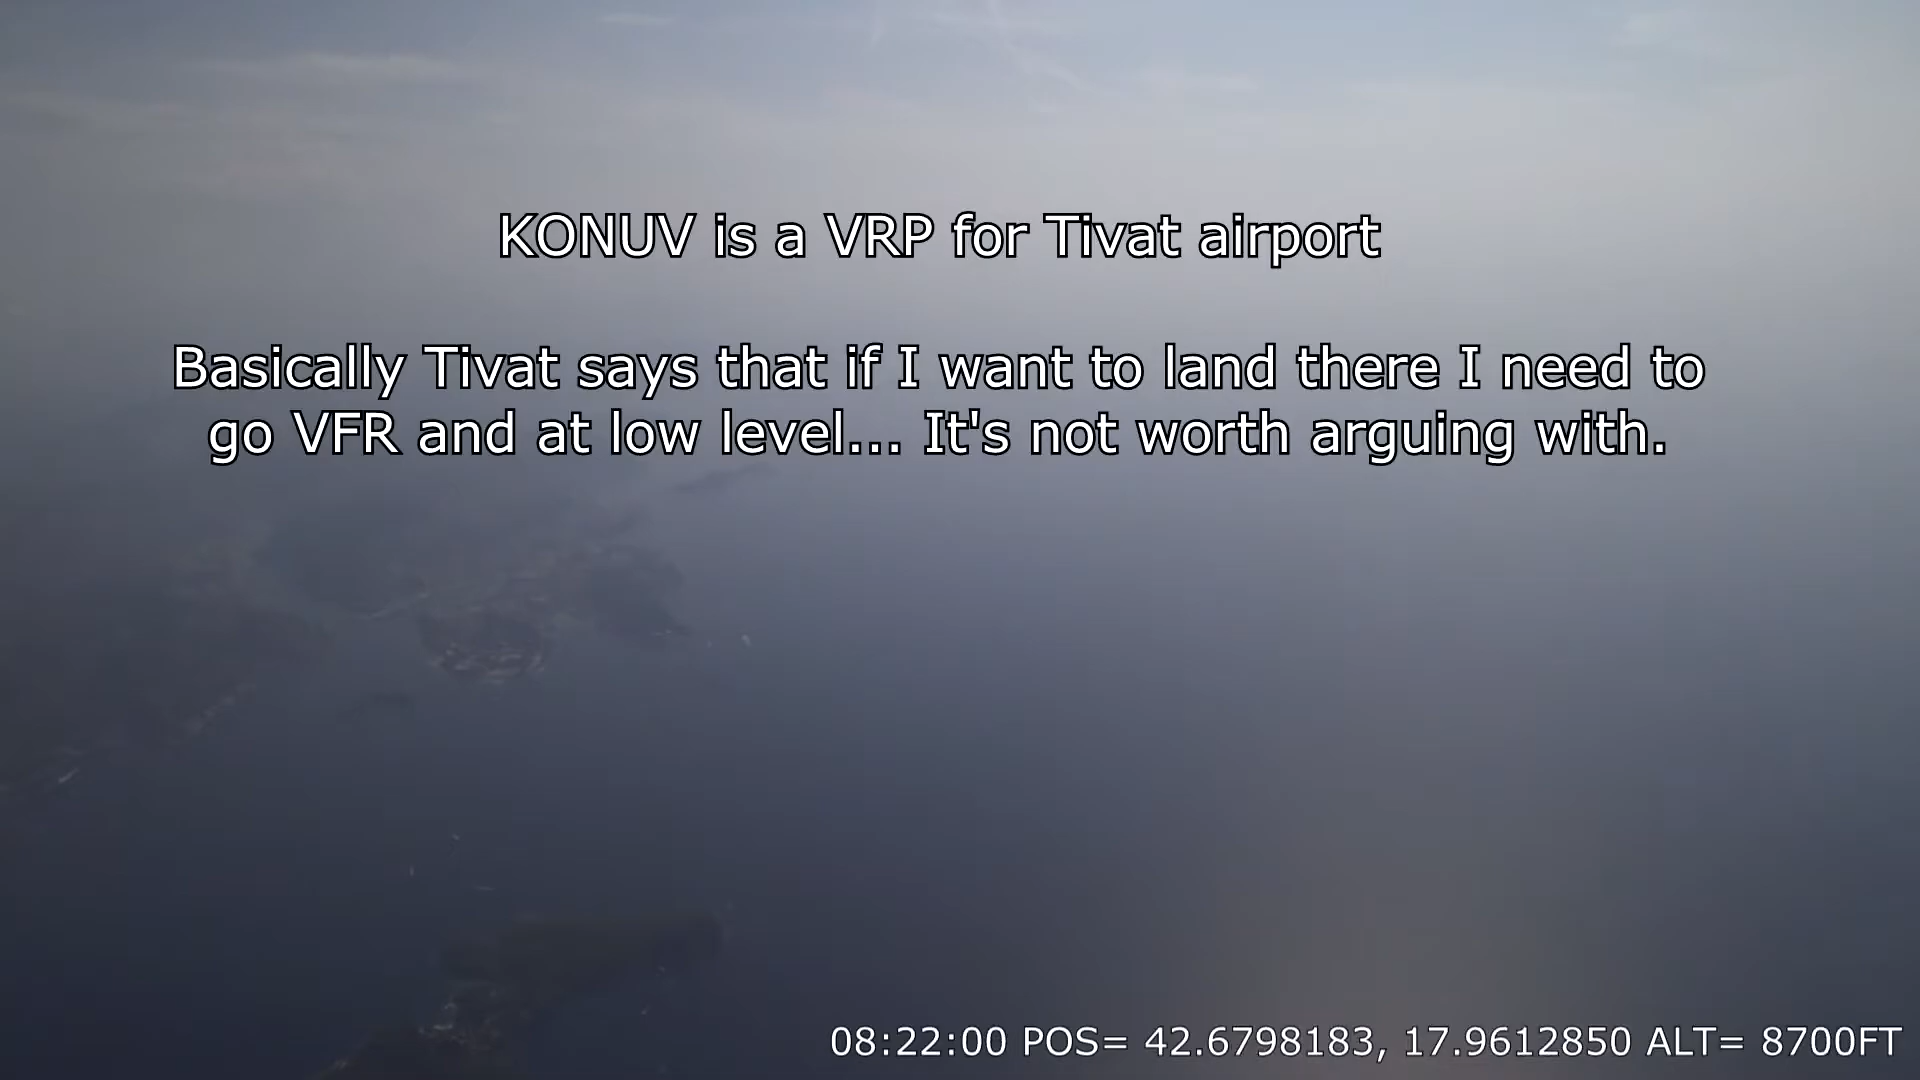 KONUV is a VRP for Tivat airport
Basically Tivat says that if I want to land there I need to
go VFR and at low level... It's not worth arguing with.
08:22:00 POS= 42.6798183, 17.9612850 ALT= 8700FT